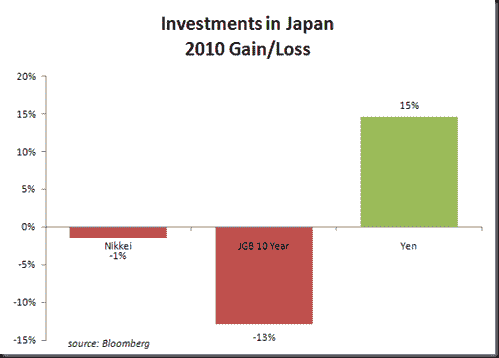 Investments in Japan
2010 Gain/Loss
20%
15%
10%
5%
0%
-5%
-10%
-15%
15%
Nikkei
-1%
JGB 10 Year
Yen
-13%
source: Bloomberg